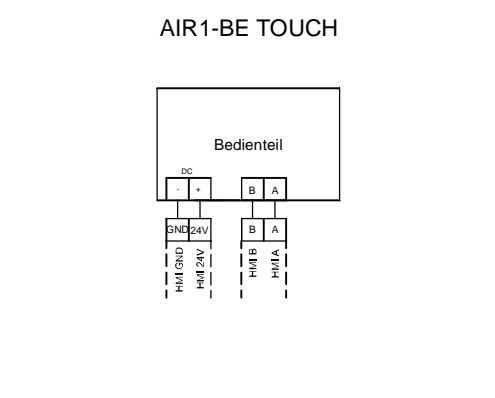 AIR1-BE TOUCH
Bedienteil
DC
- + B A
GND 24V B A
HMI GND
HMI 24V
HMI B
HMI A